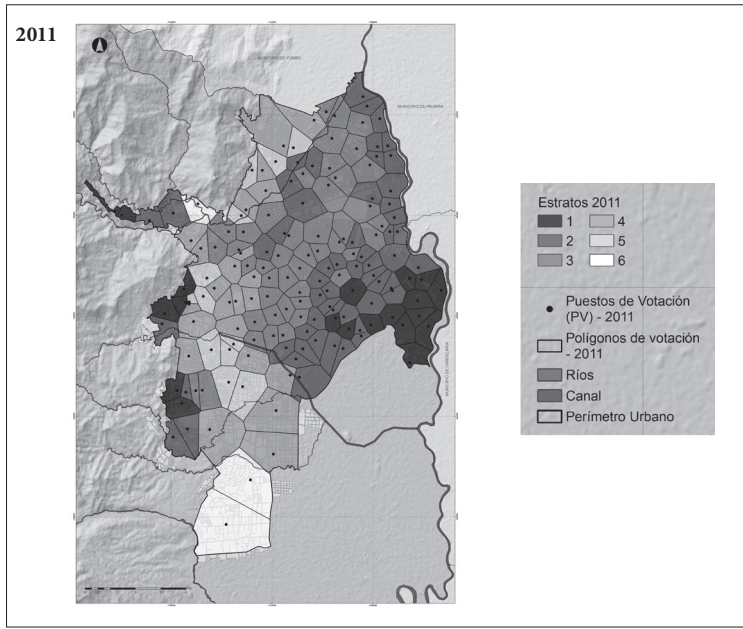 2011
MUNICIPIO DE YUMBO
MUNICIPIO DE PALMIRA
Estratos 2011
1 4
2 5
3 6
Puestos de Votación
(PV) - 2011
Polígonos de votación
- 2011
Ríos
Canal
Perímetro Urbano